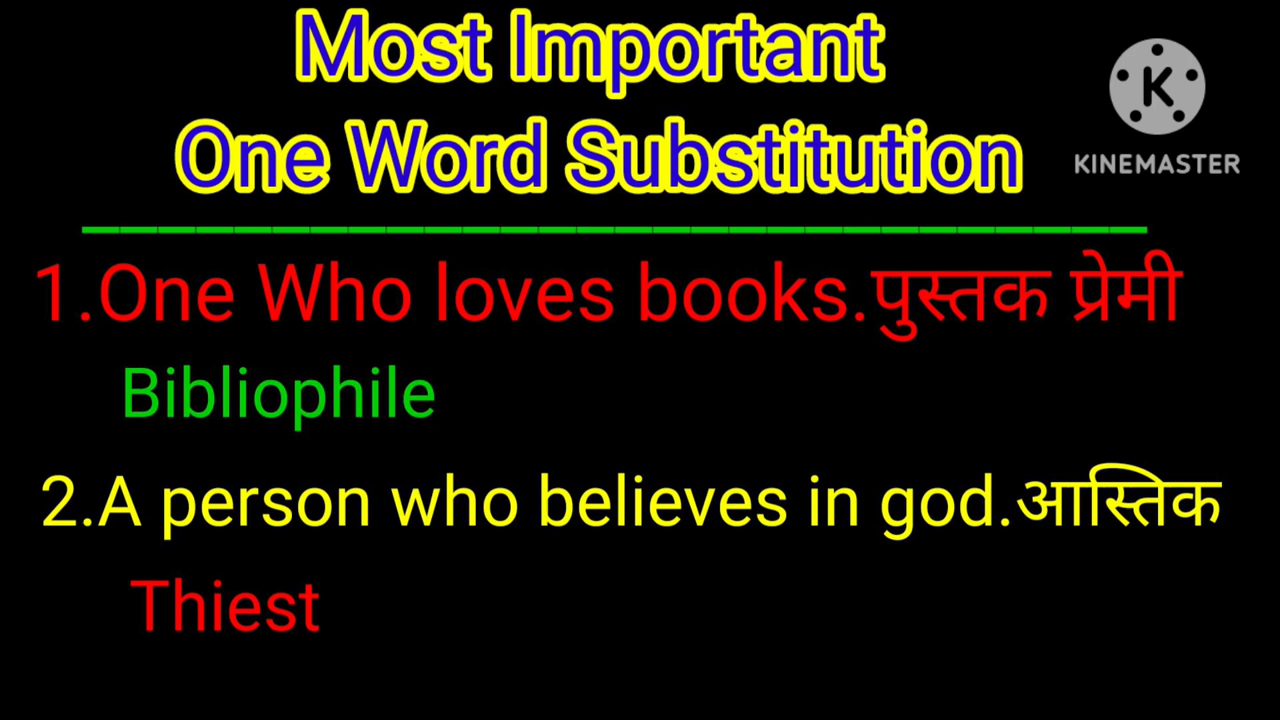 Most Important
One Word Substitution
K
KINEMASTER
1.One Who loves books.पुस्तक प्रेमी
Bibliophile
2.A person who believes in god.आस्तिक
Thiest